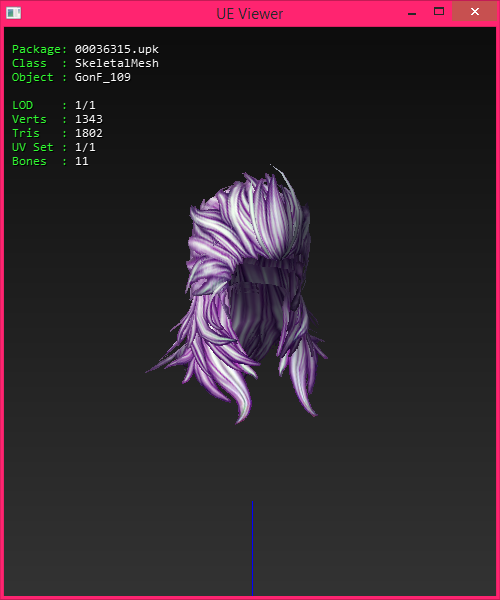 UE Viewer
Package: 00036315.upk
Class : SkeletalMesh
Object : GonF_109
LOD : 1/1
Verts : 1343
Tris : 1802
UV Set : 1/1
Bones : 11